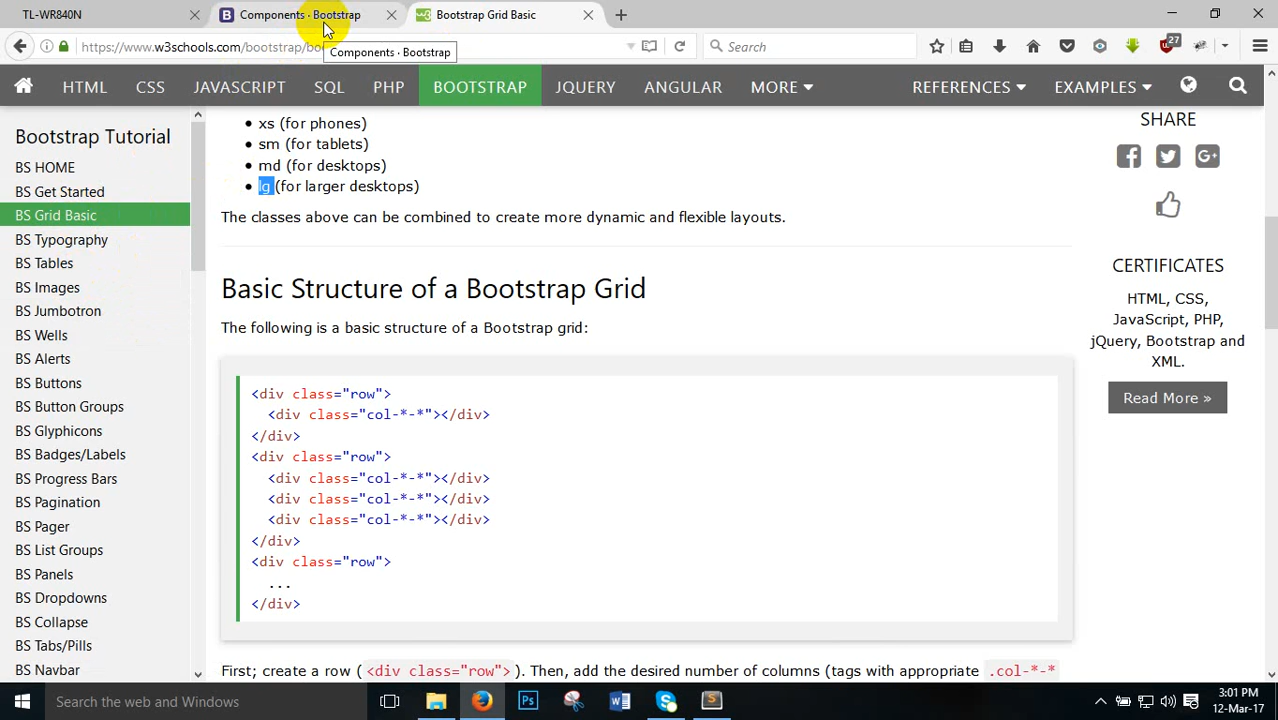 TL-WR840N
Components · Bootstrap
Bootstrap Grid Basic
https://www.w3schools.com/bootstrap/bo
Components · Bootstrap
Search
27
HTML CSS JAVASCRIPT SQL PHP BOOTSTRAP JQUERY ANGULAR MORE REFERENCES EXAMPLES
Bootstrap Tutorial
BS HOME
BS Get Started
BS Grid Basic
BS Typography
BS Tables
BS Images
BS Jumbotron
BS Wells
BS Alerts
BS Buttons
BS Button Groups
BS Glyphicons
BS Badges/Labels
BS Progress Bars
BS Pagination
BS Pager
BS List Groups
BS Panels
BS Dropdowns
BS Collapse
BS Tabs/Pills
BS Navbar
• xs (for phones)
• sm (for tablets)
• md (for desktops)
• lg (for larger desktops)
The classes above can be combined to create more dynamic and flexible layouts.
Basic Structure of a Bootstrap Grid
The following is a basic structure of a Bootstrap grid:
<div class="row">
  <div class="col-*-*"></div>
</div>
<div class="row">
  <div class="col-*-*"></div>
  <div class="col-*-*"></div>
  <div class="col-*-*"></div>
</div>
<div class="row">
  ...
</div>
First; create a row (<div class="row">). Then, add the desired number of columns (tags with appropriate .col-*-*
SHARE
CERTIFICATES
HTML, CSS,
JavaScript, PHP,
jQuery, Bootstrap and
XML.
Read More »
Search the web and Windows
3:01 PM
12-Mar-17